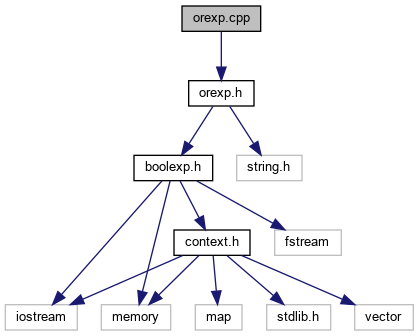 orexp.cpp
orexp.h
boolexp.h
string.h
context.h
fstream
iostream
memory
map
stdlib.h
vector